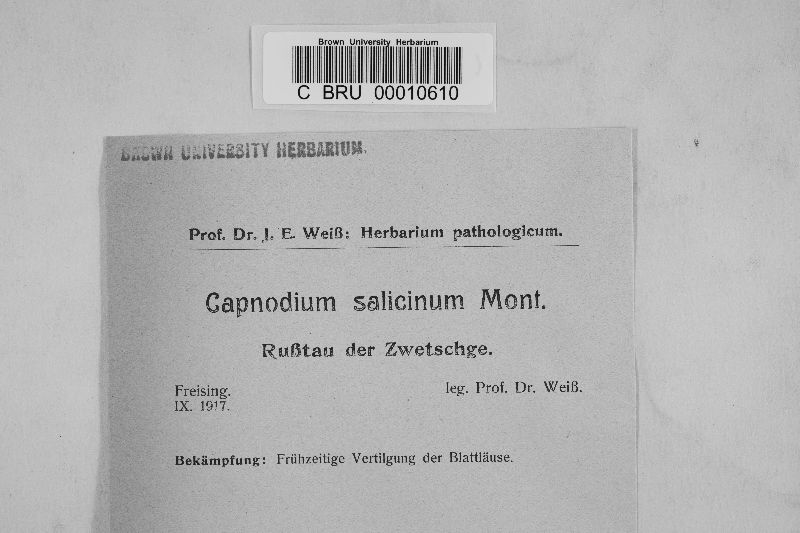 Brown University Herbarium
C BRU 00010610
BROWN UNIVERSITY HERBARIUM.
Prof. Dr. J. E. Weiß: Herbarium pathologicum.
Capnodium salicinum Mont.
Rußtau der Zwetschge.
Freising. leg. Prof. Dr. Weiß.
IX. 1917.
Bekämpfung: Frühzeitige Vertilgung der Blattläuse.